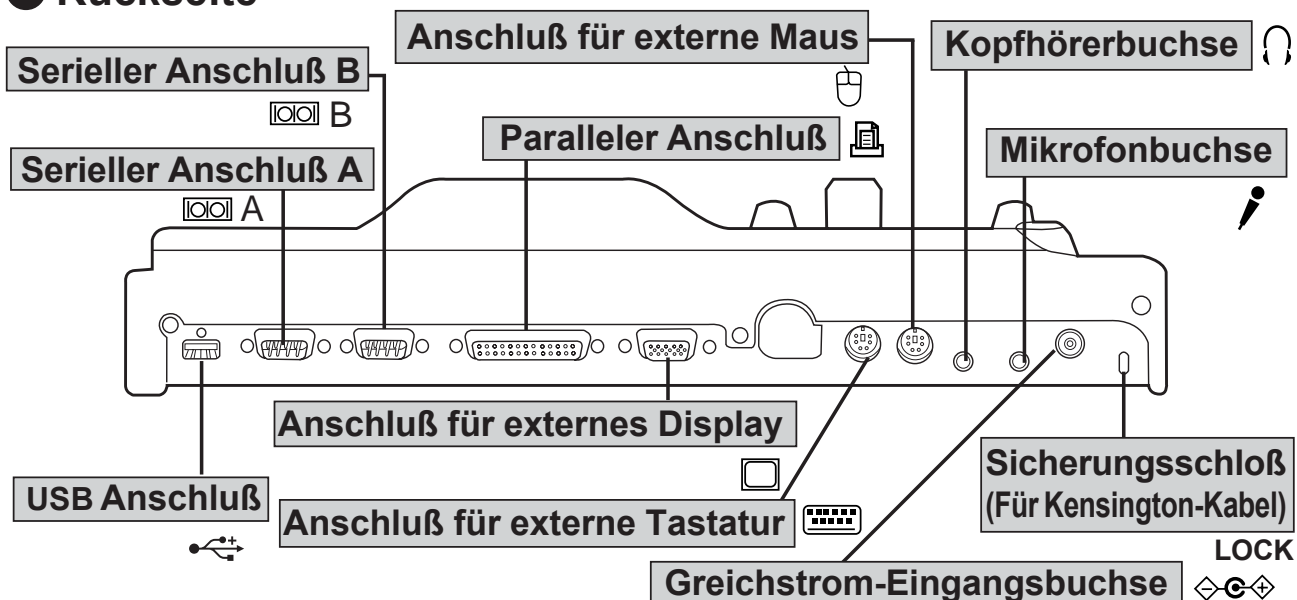 Rückseite
Anschluß für externe Maus
Kopfhörerbuchse
Serieller Anschluß B
B
Paralleler Anschluß
Mikrofonbuchse
Serieller Anschluß A
A
Anschluß für externes Display
Sicherungsschloß
(Für Kensington-Kabel)
USB Anschluß
Anschluß für externe Tastatur
LOCK
Greichstrom-Eingangsbuchse